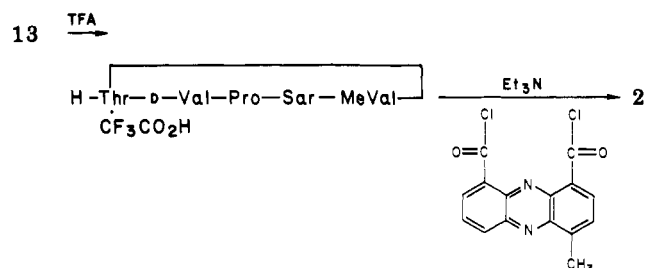 13 TFA
H-Thr-D-Val-Pro-Sar-MeVal Et₃N 2
CF₃CO₂H
Cl Cl
O=C C=O
N
N
CH₃